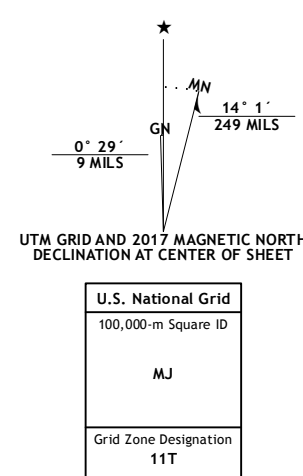 ★
MN
GN
14° 1´
249 MILS
0° 29´
9 MILS
UTM GRID AND 2017 MAGNETIC NORTH
DECLINATION AT CENTER OF SHEET
U.S. National Grid
100,000-m Square ID
MJ
Grid Zone Designation
11T